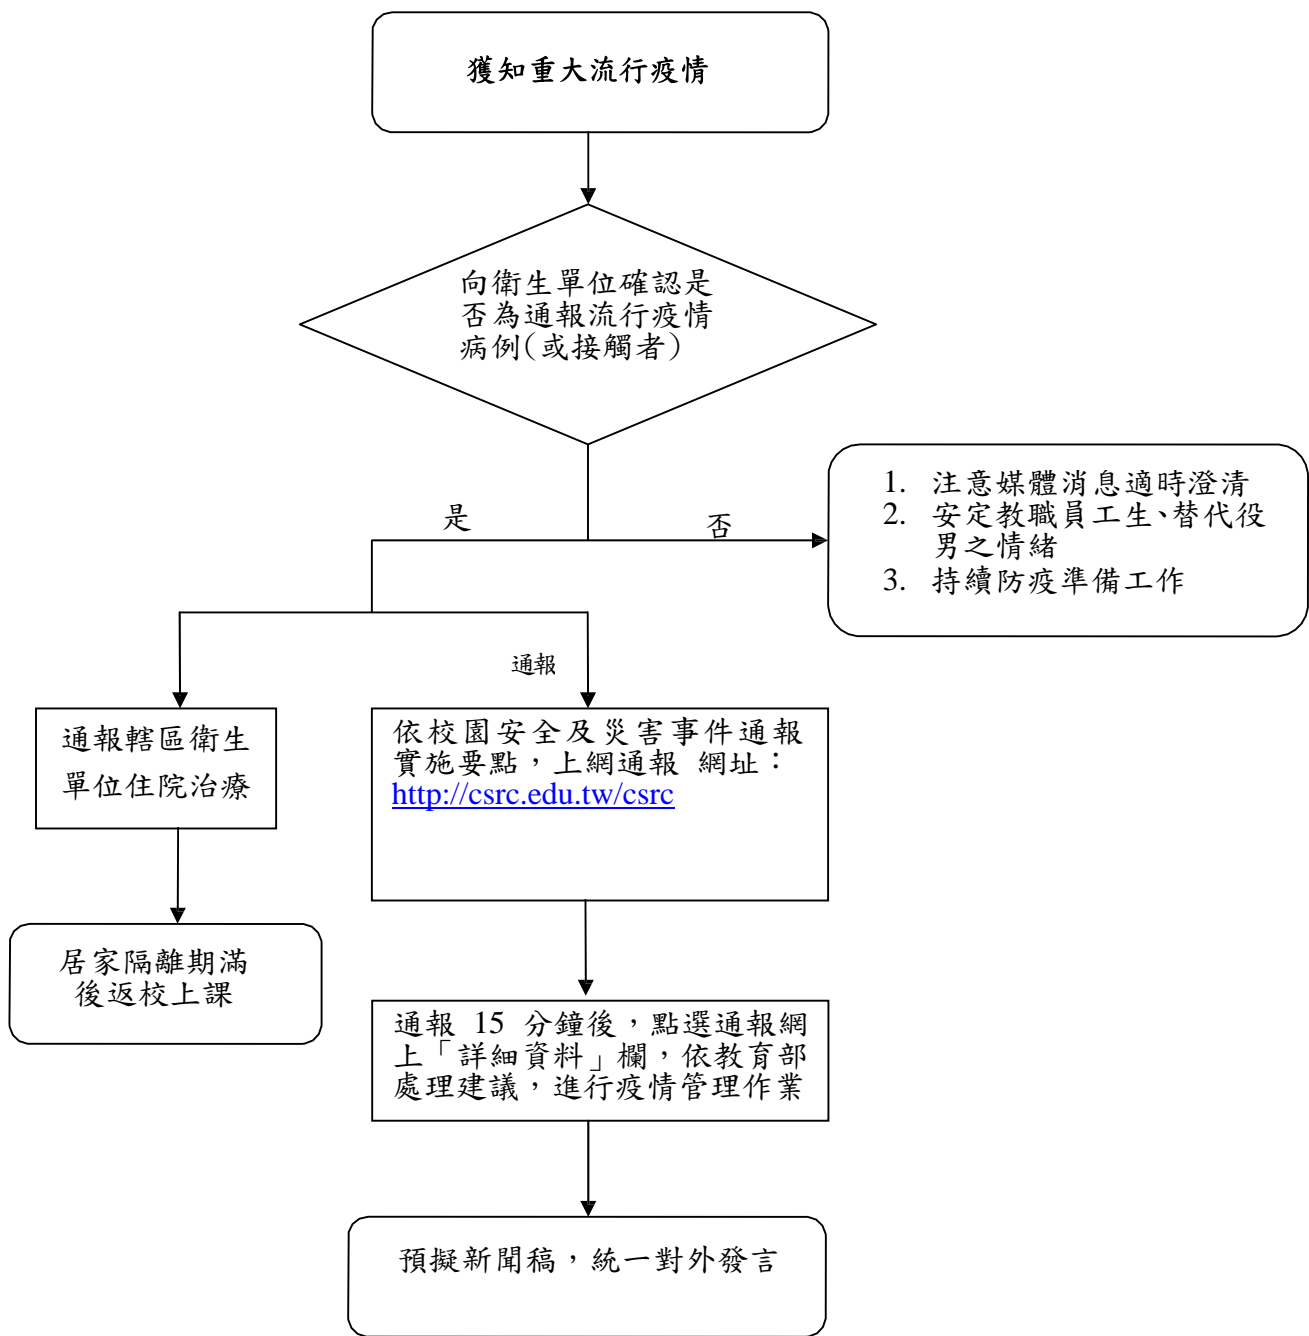 獲知重大流行疫情
向衛生單位確認是
否為通報流行疫情
病例(或接觸者)
是
否
1. 注意媒體消息適時澄清
2. 安定教職員工生、替代役
男之情緒
3. 持續防疫準備工作
通報
通報轄區衛生
單位住院治療
依校園安全及災害事件通報
實施要點，上網通報 網址：
http://csrc.edu.tw/csrc
居家隔離期滿
後返校上課
通報 15 分鐘後，點選通報網
上「詳細資料」欄，依教育部
處理建議，進行疫情管理作業
預擬新聞稿，統一對外發言